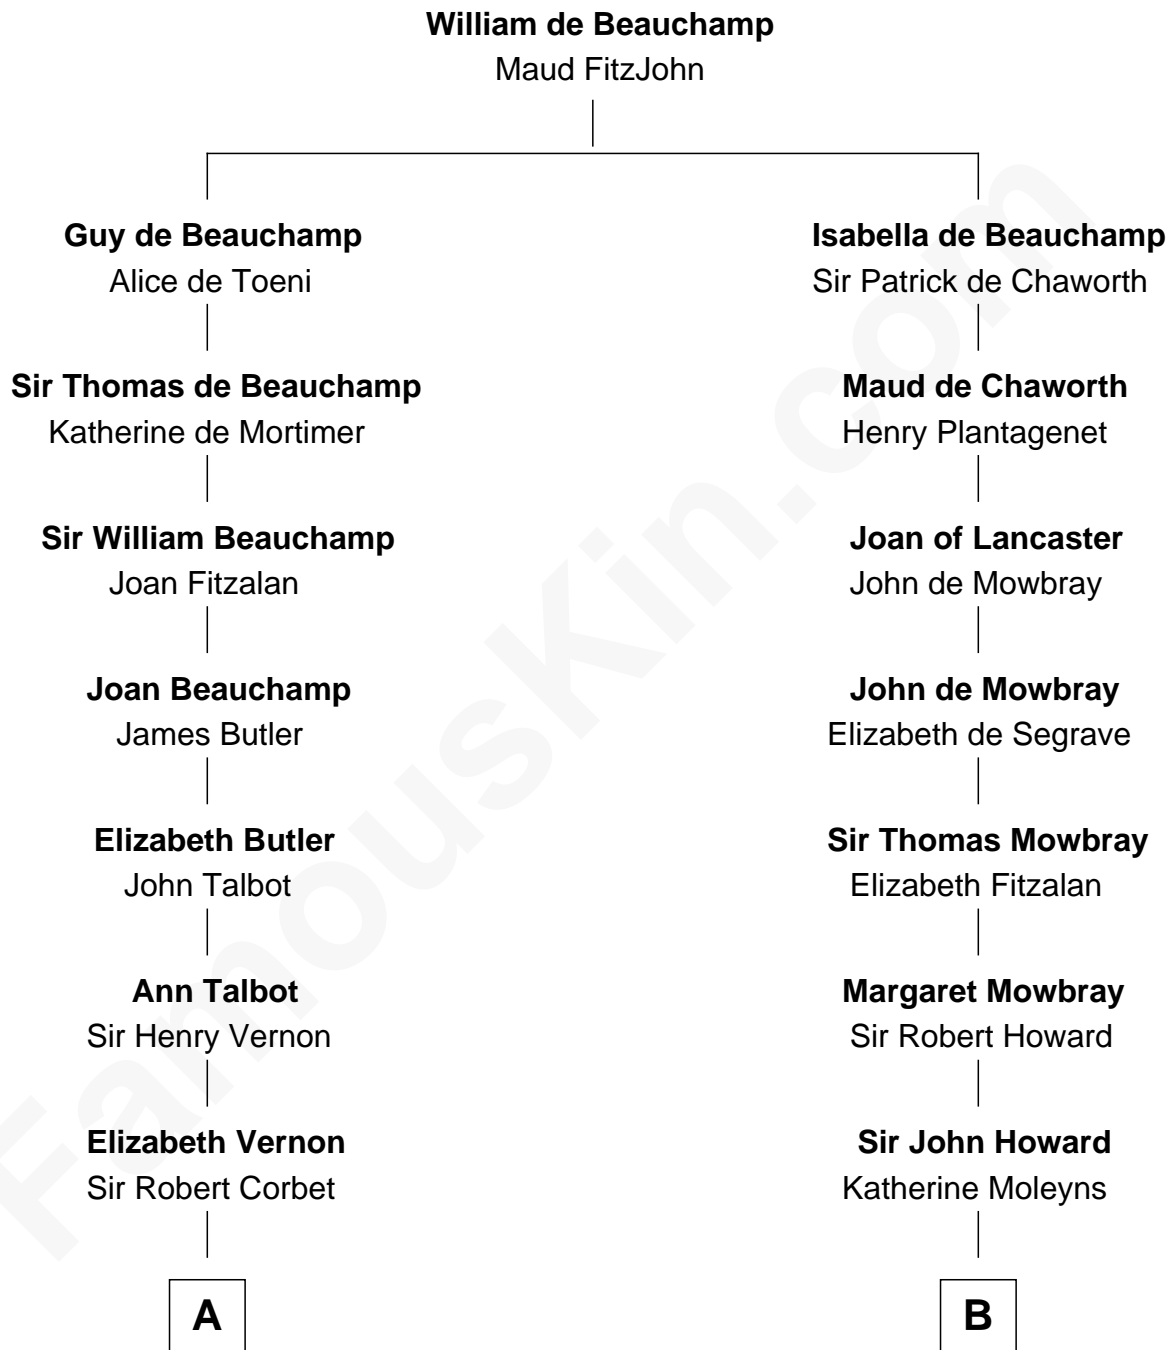 William de Beauchamp
Maud FitzJohn
Guy de Beauchamp
Alice de Toeni
Isabella de Beauchamp
Sir Patrick de Chaworth
Sir Thomas de Beauchamp
Katherine de Mortimer
Maud de Chaworth
Henry Plantagenet
Sir William Beauchamp
Joan Fitzalan
Joan of Lancaster
John de Mowbray
Joan Beauchamp
James Butler
John de Mowbray
Elizabeth de Segrave
Elizabeth Butler
John Talbot
Sir Thomas Mowbray
Elizabeth Fitzalan
Ann Talbot
Sir Henry Vernon
Margaret Mowbray
Sir Robert Howard
Elizabeth Vernon
Sir Robert Corbet
Sir John Howard
Katherine Moleyns
A
B
FamousKin.com